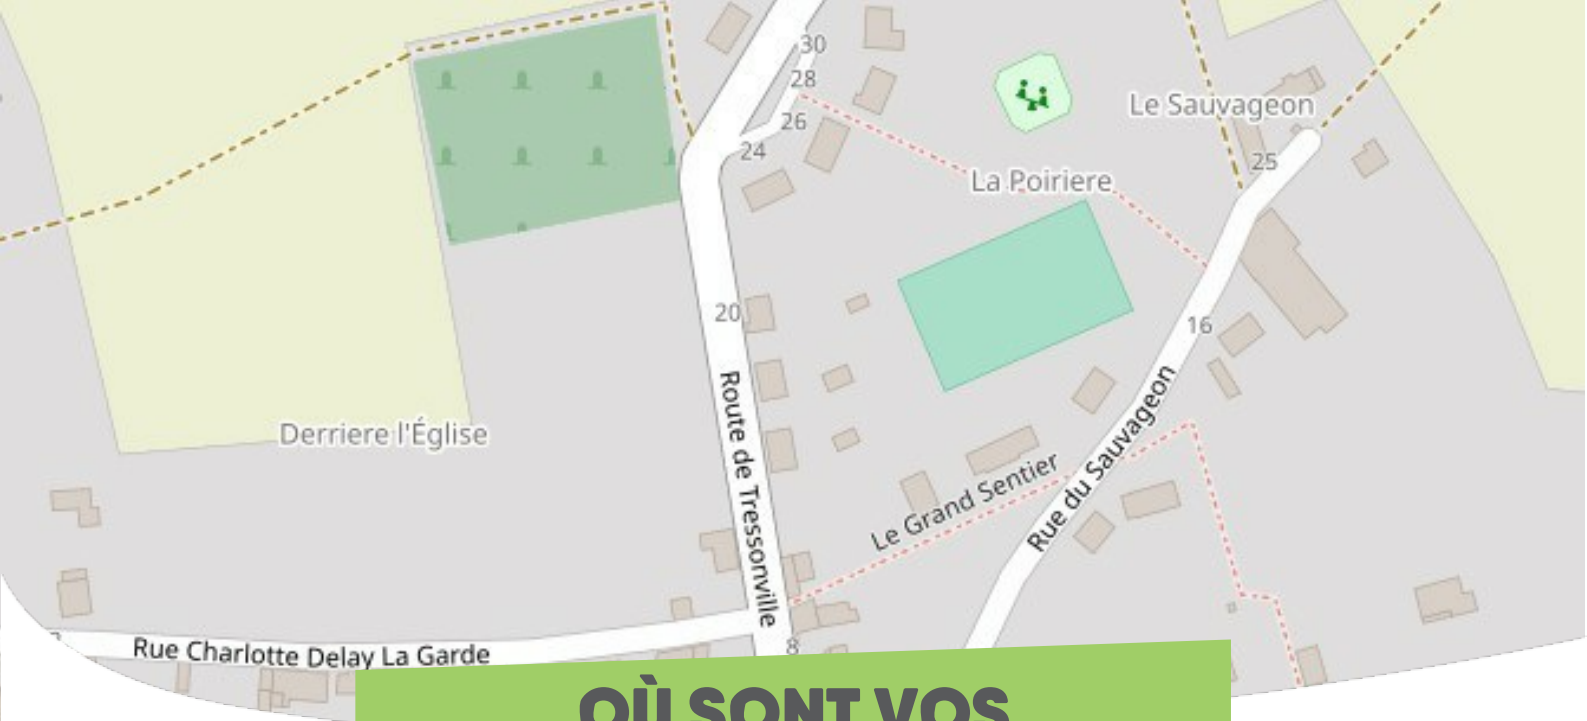 30
28
26
24
Le Sauvageon
25
La Poiriere
20
16
Derriere l'Église
Route de Tressonville
Le Grand Sentier
Rue du Sauvageon
Rue Charlotte Delay La Garde
8
OÙ SONT VOS